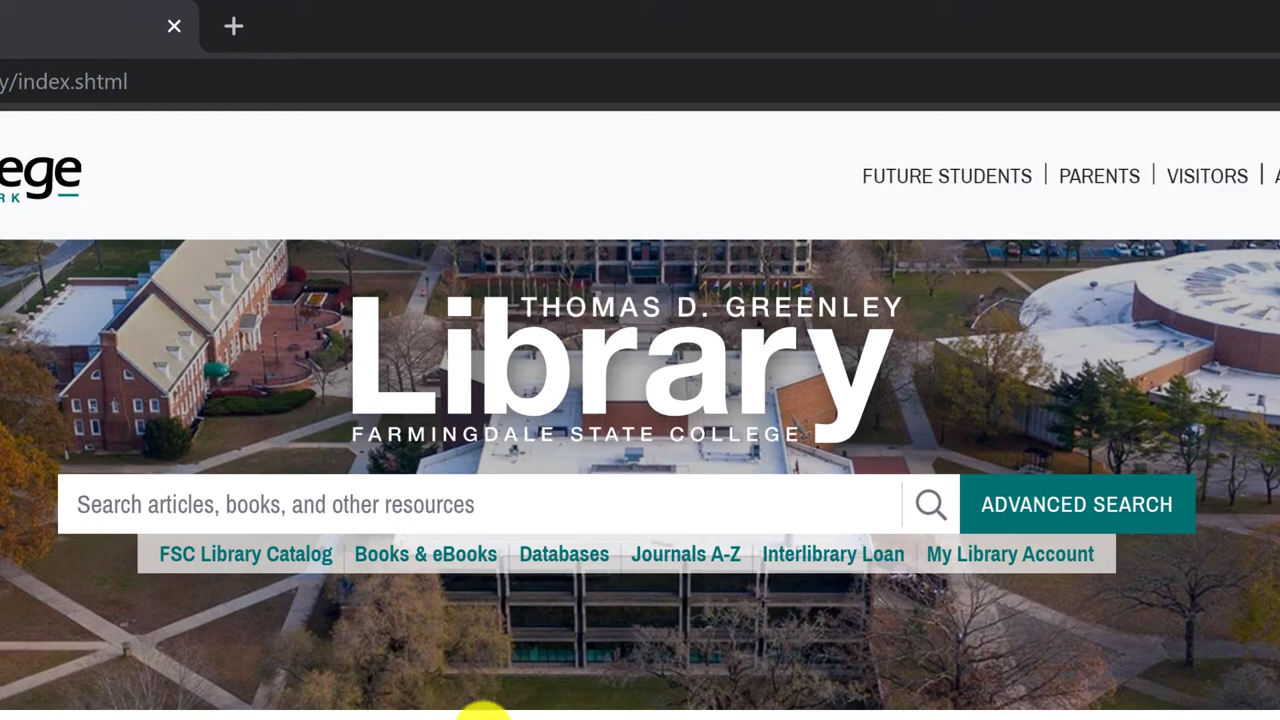 y/index.shtml
ege
RK
FUTURE STUDENTS | PARENTS | VISITORS |
THOMAS D. GREENLEY
Library
FARMINGDALE STATE COLLEGE
Search articles, books, and other resources
ADVANCED SEARCH
FSC Library Catalog | Books & eBooks | Databases | Journals A-Z | Interlibrary Loan | My Library Account